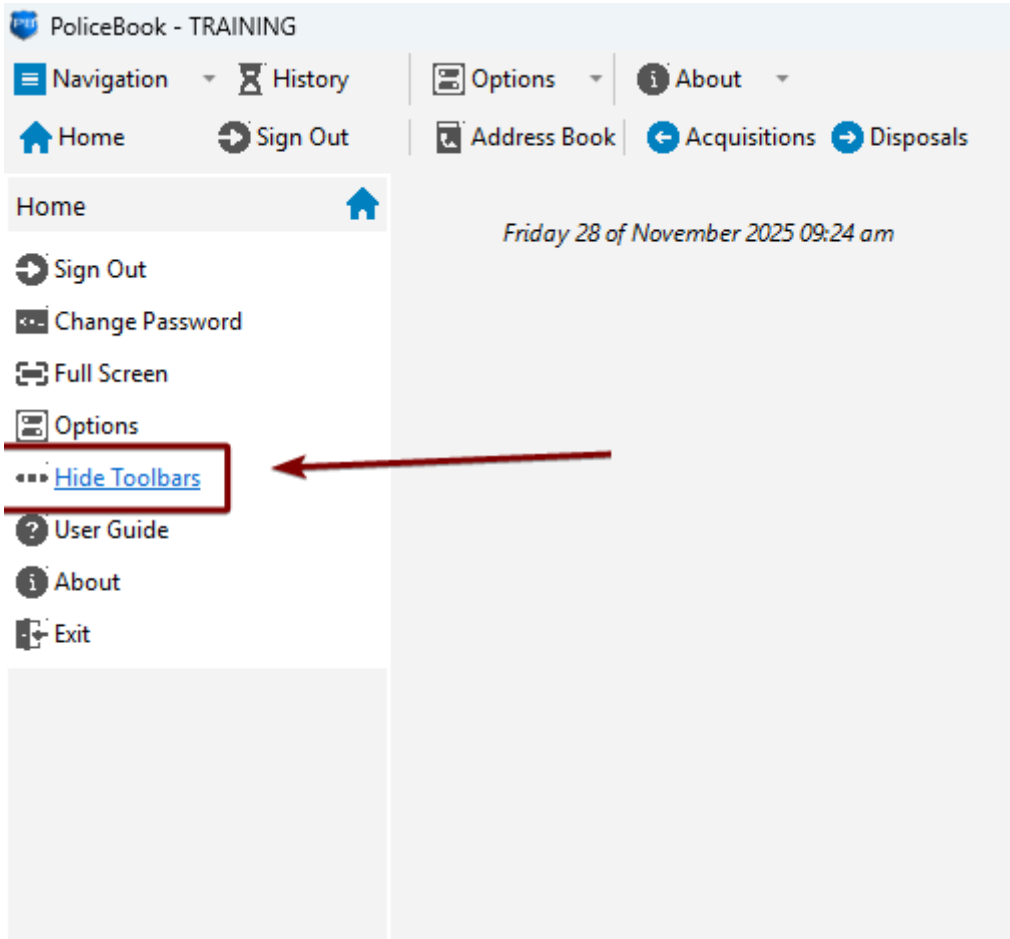 PoliceBook - TRAINING
Navigation History Options About
Home Sign Out Address Book Acquisitions Disposals
Home
Friday 28 of November 2025 09:24 am
Sign Out
Change Password
Full Screen
Options
Hide Toolbars
User Guide
About
Exit